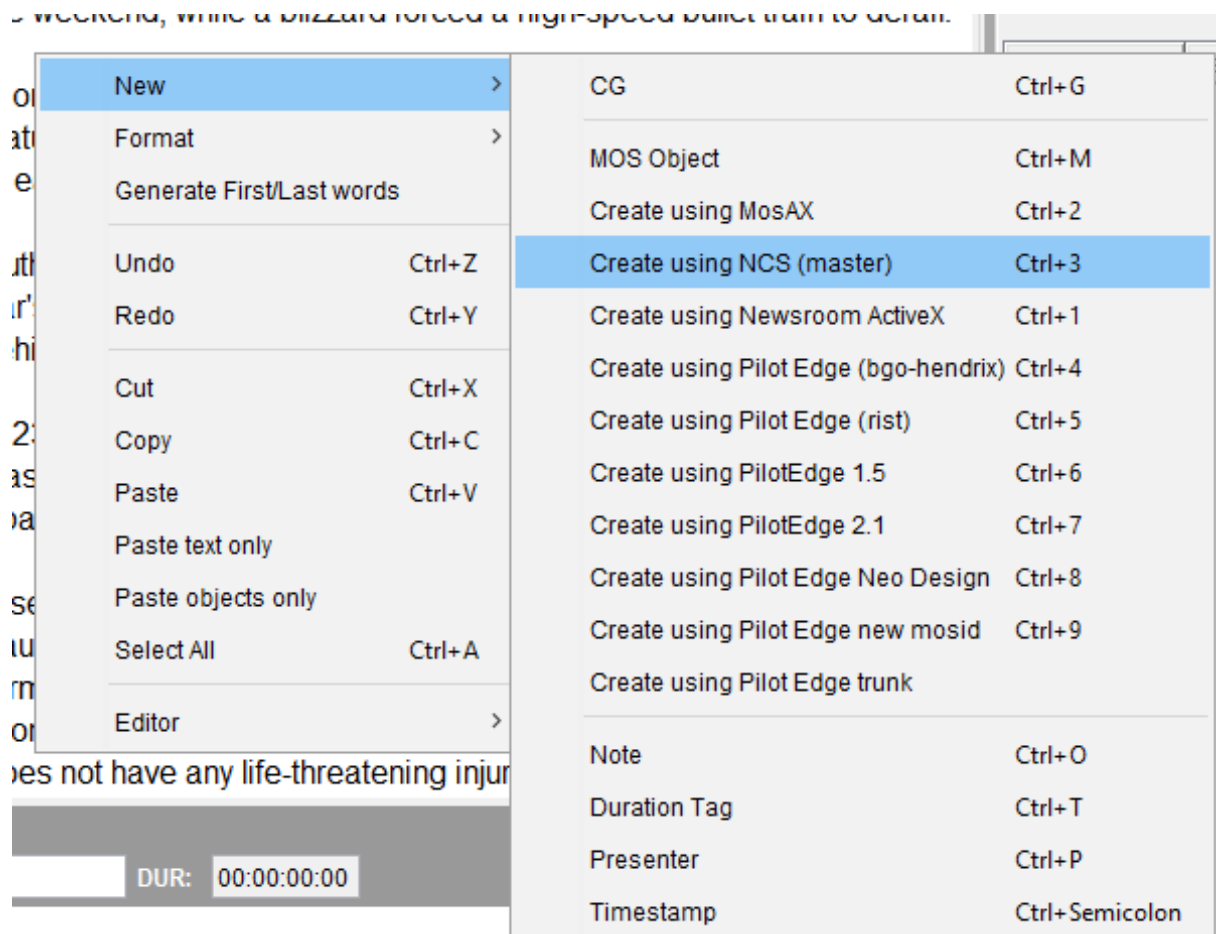 weekend, while a blizzard forced a high-speed bullet train to derail.
New
Format
Generate First/Last words
Undo Ctrl+Z
Redo Ctrl+Y
Cut Ctrl+X
Copy Ctrl+C
Paste Ctrl+V
Paste text only
Paste objects only
Select All Ctrl+A
Editor
CG Ctrl+G
MOS Object Ctrl+M
Create using MosAX Ctrl+2
Create using NCS (master) Ctrl+3
Create using Newsroom ActiveX Ctrl+1
Create using Pilot Edge (bgo-hendrix) Ctrl+4
Create using Pilot Edge (rist) Ctrl+5
Create using PilotEdge 1.5 Ctrl+6
Create using PilotEdge 2.1 Ctrl+7
Create using Pilot Edge Neo Design Ctrl+8
Create using Pilot Edge new mosid Ctrl+9
Create using Pilot Edge trunk
Note Ctrl+O
Duration Tag Ctrl+T
Presenter Ctrl+P
Timestamp Ctrl+Semicolon
not have any life-threatening
DUR: 00:00:00:00